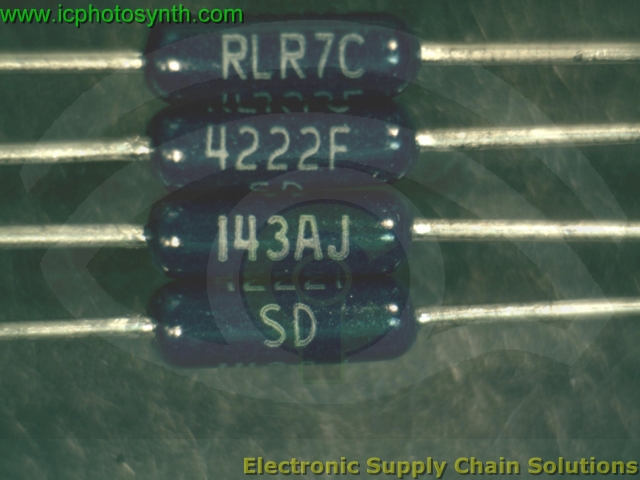 www.icphotosynth.com
RLR7C
4222F
143AJ
SD
Electronic Supply Chain Solutions